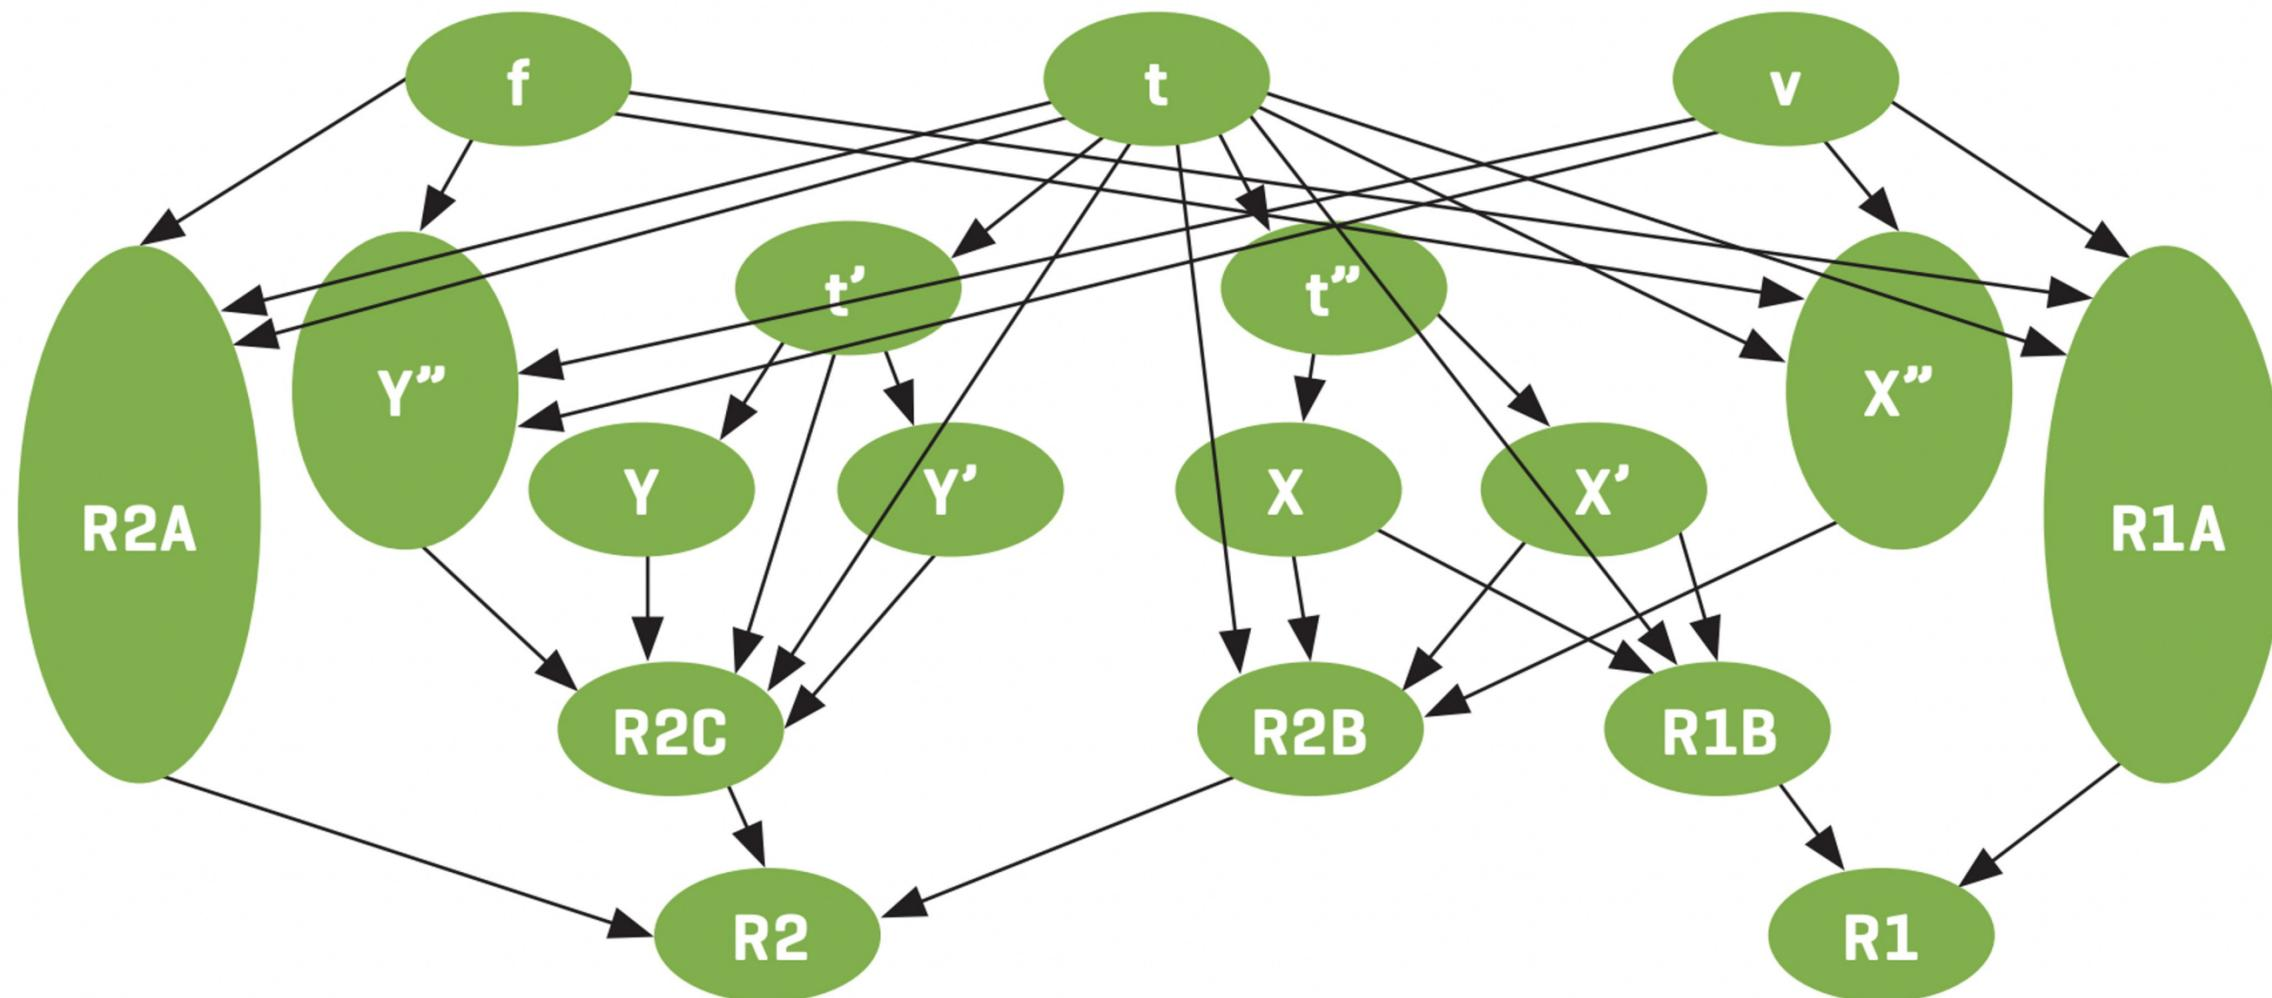 f
t
v
t’
t”
Y”
X”
Y
Y’
X
X’
R2A
R1A
R2C
R2B
R1B
R2
R1